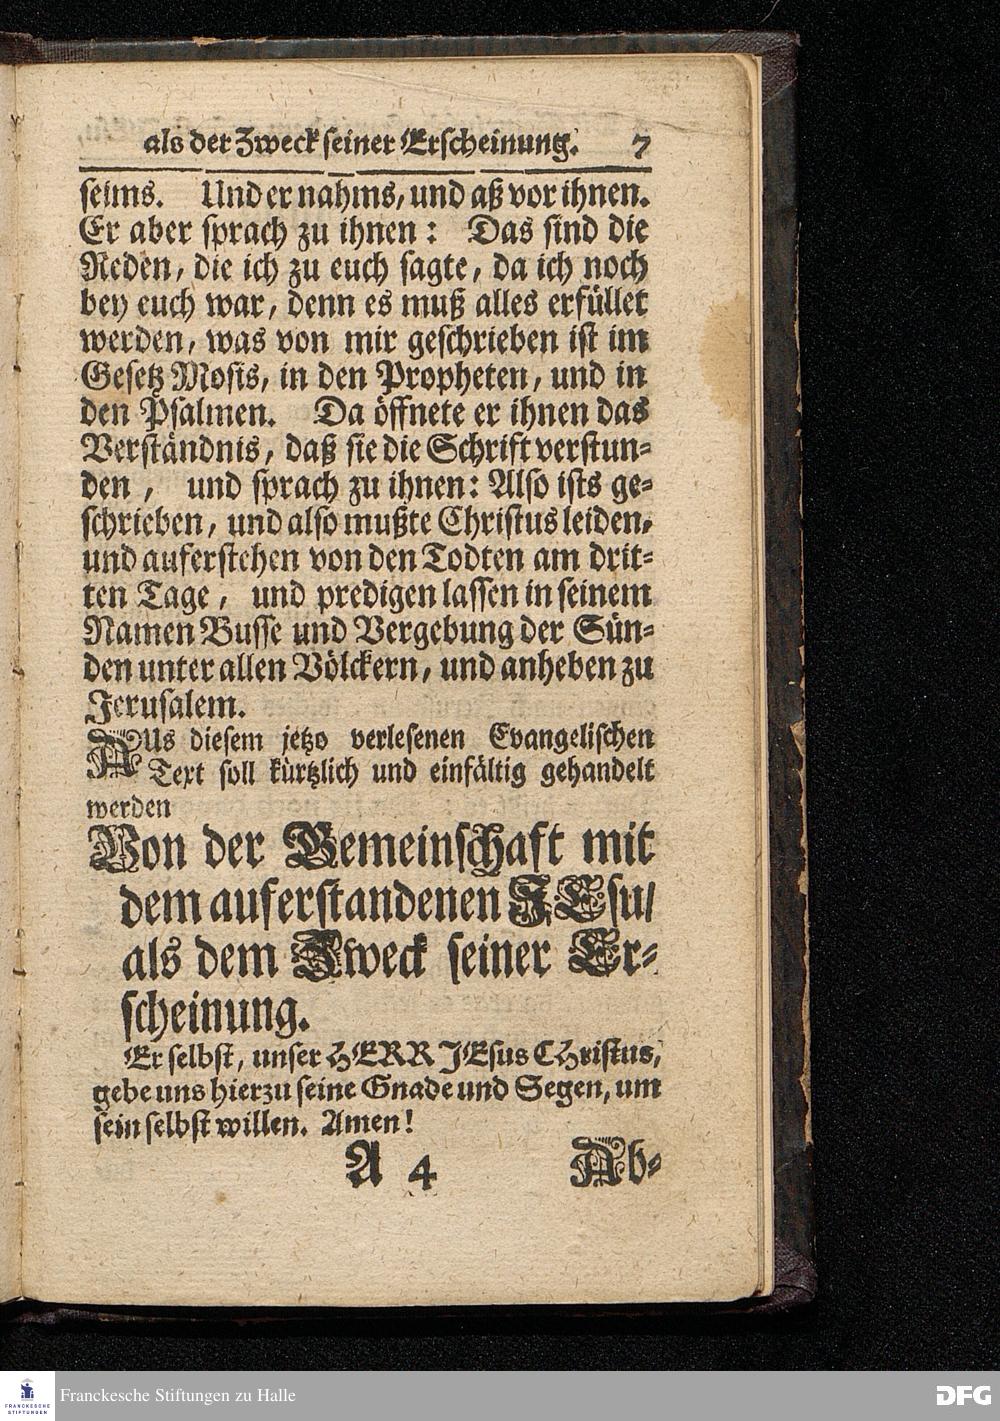 als der Zweck seiner Erscheinung. 7
seims. Und er nahms, und aß vor ihnen.
Er aber sprach zu ihnen: Das sind die
Reden, die ich zu euch sagte, da ich noch
bey euch war, denn es muß alles erfüllet
werden, was von mir geschrieben ist im
Gesetz Mosis, in den Propheten, und in
den Psalmen. Da öffnete er ihnen das
Verständnis, daß sie die Schrift verstun-
den, und sprach zu ihnen: Also ists ge-
schrieben, und also mußte Christus leiden,
und auferstehen von den Todten am drit-
ten Tage, und predigen lassen in seinem
Namen Busse und Vergebung der Sün-
den unter allen Völckern, und anheben zu
Jerusalem.
AUs diesem jetzo verlesenen Evangelischen
Text soll kürtzlich und einfältig gehandelt
werden
Von der Gemeinschaft mit
dem auferstandenen JEsu/
als dem Zweck seiner Er-
scheinung.
Er selbst, unser HERR JEsus CHristus,
gebe uns hierzu seine Gnade und Segen, um
sein selbst willen. Amen!
A 4 Ab-
FRANCKESCHE
STIFTUNGEN
Franckesche Stiftungen zu Halle
DFG